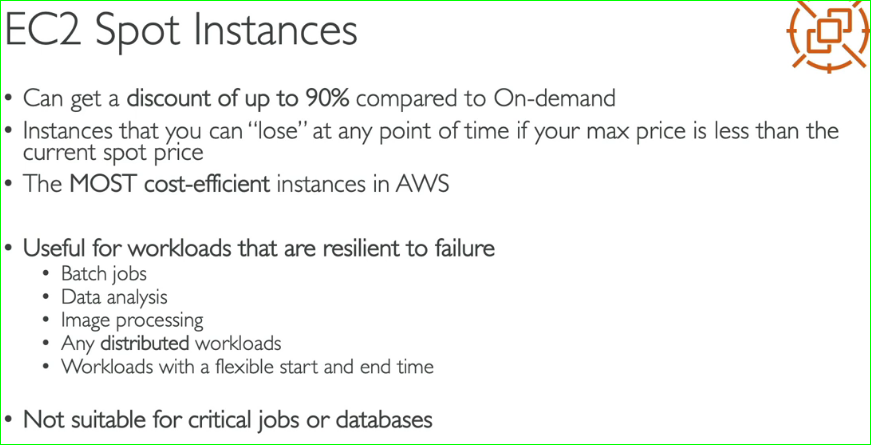 EC2 Spot Instances
• Can get a discount of up to 90% compared to On-demand
• Instances that you can “lose” at any point of time if your max price is less than the
current spot price
• The MOST cost-efficient instances in AWS
• Useful for workloads that are resilient to failure
• Batch jobs
• Data analysis
• Image processing
• Any distributed workloads
• Workloads with a flexible start and end time
• Not suitable for critical jobs or databases